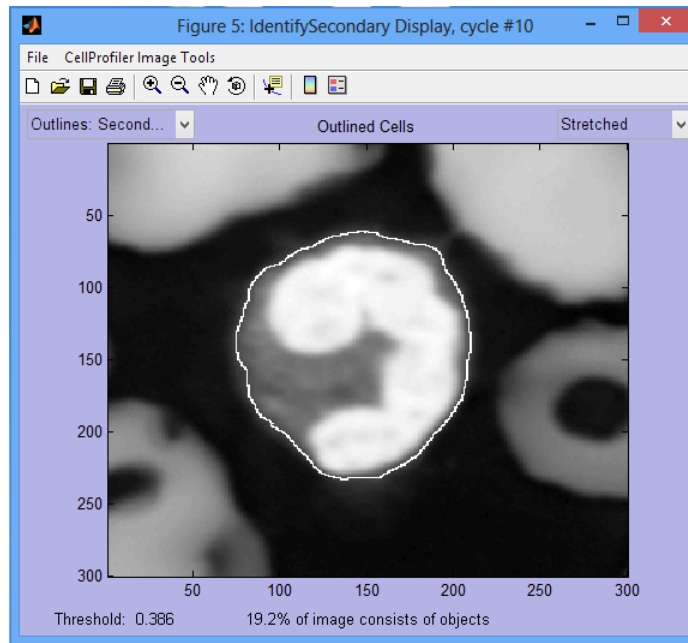 Figure 5: IdentifySecondary Display, cycle #10
File CellProfiler Image Tools
Outlines: Second... Outlined Cells Stretched
50
100
150
200
250
300
50 100 150 200 250 300
Threshold: 0.386 19.2% of image consists of objects